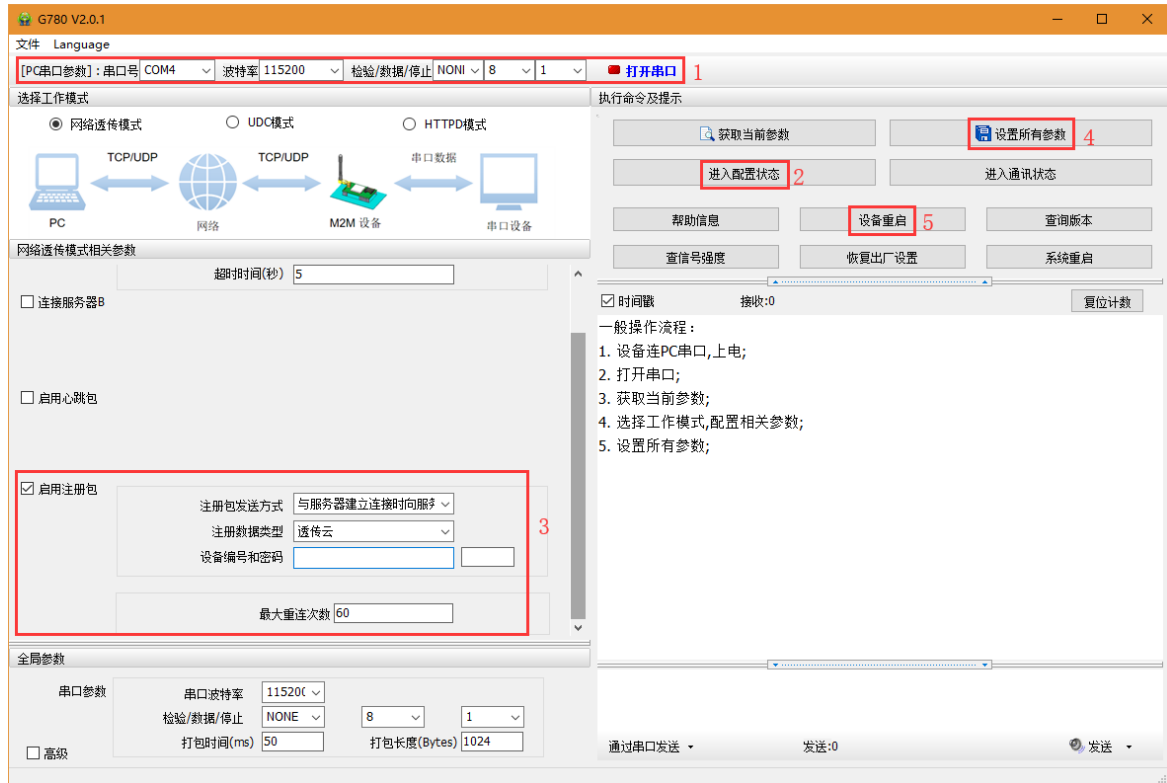 G780 V2.0.1
文件 Language
[PC串口参数]：串口号 COM4 波特率 115200 检验/数据/停止 NONI 8 1 打开串口 1
选择工作模式
网络透传模式 UDC模式 HTTPD模式
TCP/UDP TCP/UDP 串口数据
PC 网络 M2M 设备 串口设备
网络透传模式相关参数
超时时间(秒) 5
连接服务器B
启用心跳包
启用注册包
注册包发送方式 与服务器建立连接时向服务
注册数据类型 透传云
设备编号和密码
3
最大重连次数 60
全局参数
串口参数 串口波特率 11520(
检验/数据/停止 NONE 8 1
打包时间(ms) 50 打包长度(Bytes) 1024
高级
执行命令及提示
获取当前参数 设置所有参数 4
进入配置状态 2 进入通讯状态
帮助信息 设备重启 5 查询版本
查信号强度 恢复出厂设置 系统重启
时间戳 接收:0 复位计数
一般操作流程：
1. 设备连PC串口,上电;
2. 打开串口;
3. 获取当前参数;
4. 选择工作模式,配置相关参数;
5. 设置所有参数;
通过串口发送 发送:0 发送